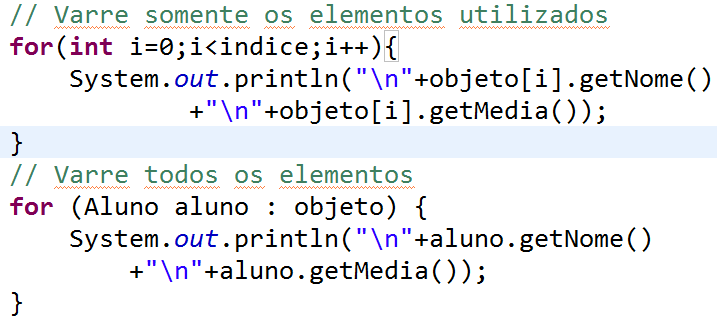 // Varre somente os elementos utilizados
for(int i=0;i<indice;i++){
    System.out.println("\n"+objeto[i].getNome()
            +"\n"+objeto[i].getMedia());
}
// Varre todos os elementos
for (Aluno aluno : objeto) {
    System.out.println("\n"+aluno.getNome()
        +"\n"+aluno.getMedia());
}